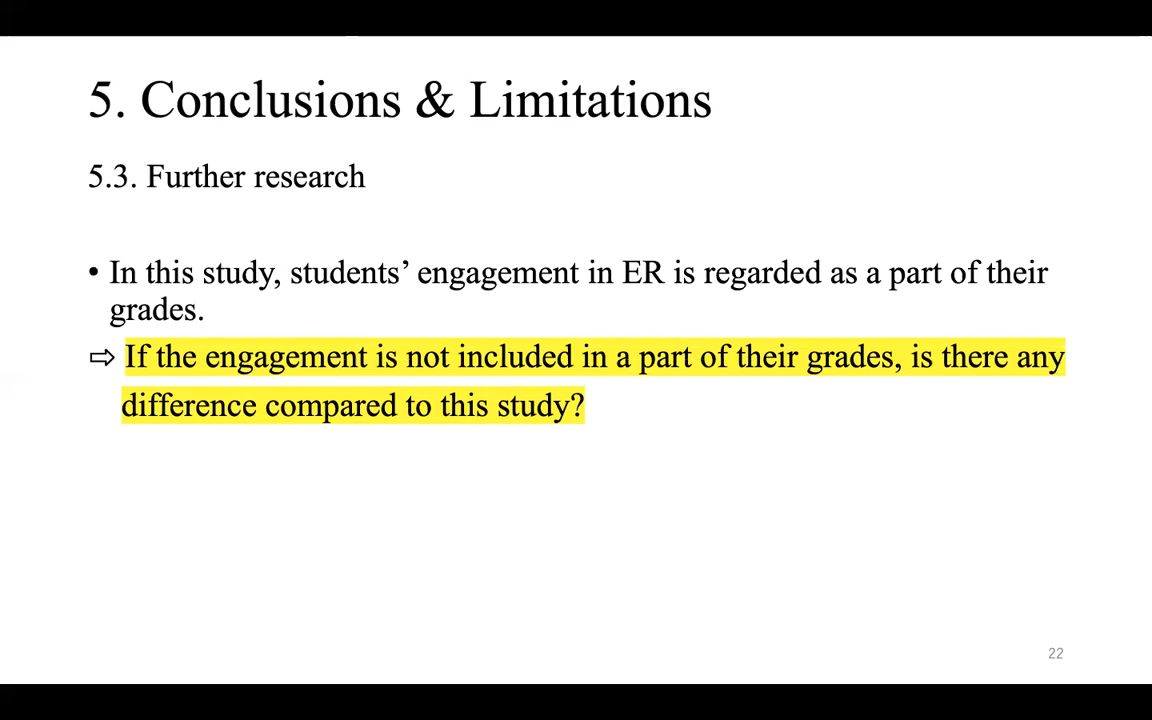 5. Conclusions & Limitations
5.3. Further research
• In this study, students’ engagement in ER is regarded as a part of their
grades.
⇨ If the engagement is not included in a part of their grades, is there any
difference compared to this study?
22